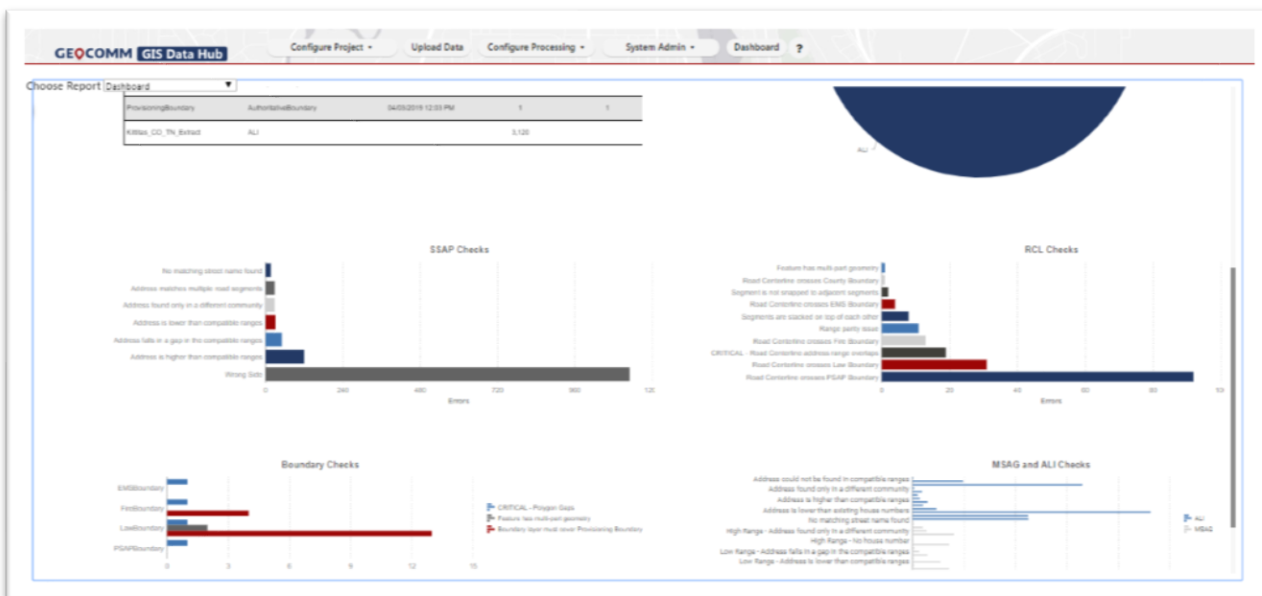 GEOCOMM GIS Data Hub
Configure Project
Upload Data
Configure Processing
System Admin
Dashboard
?
Choose Report Dashboard
ProvisioningBoundary AuthoritativeBoundary 04/03/2019 12:03 PM 1 1
Kittitas_CO_TN_Extract ALI 3,120
ALI
SSAP Checks
No matching street name found
Address matches multiple road segments
Address found only in a different community
Address is lower than compatible ranges
Address falls in a gap in the compatible ranges
Address is higher than compatible ranges
Wrong Side
0 240 480 720 960 120
Errors
RCL Checks
Feature has multi-part geometry
Road Centerline crosses County Boundary
Segment is not snapped to adjacent segments
Road Centerline crosses EMS Boundary
Segments are stacked on top of each other
Range parity issue
Road Centerline crosses Fire Boundary
CRITICAL - Road Centerline address range overlaps
Road Centerline crosses Law Boundary
Road Centerline crosses PSAP Boundary
0 20 40 60 80 10
Errors
Boundary Checks
EMSBoundary
FireBoundary
LawBoundary
PSAPBoundary
0 3 6 9 12 15
CRITICAL - Polygon Gaps
Feature has multi-part geometry
Boundary layer must cover Provisioning Boundary
MSAG and ALI Checks
Address could not be found in compatible ranges
Address found only in a different community
Address is higher than compatible ranges
Address is lower than existing house numbers
No matching street name found
High Range - Address found only in a different community
High Range - No house number
Low Range - Address falls in a gap in the compatible ranges
Low Range - Address is lower than compatible ranges
ALI
MSAG